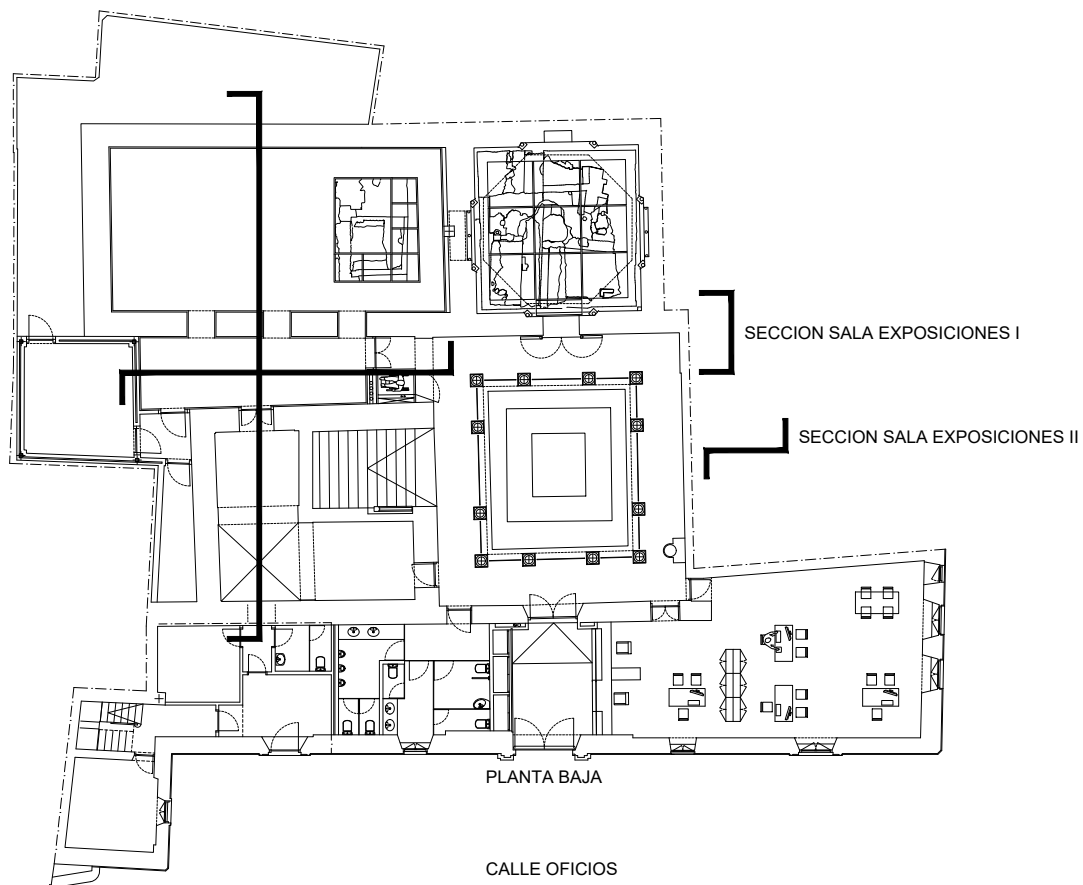 SECCION SALA EXPOSICIONES I
SECCION SALA EXPOSICIONES II
PLANTA BAJA
CALLE OFICIOS